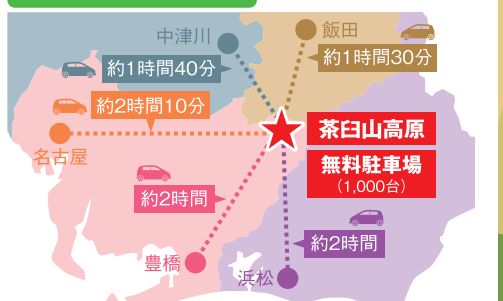 中津川
飯田
約1時間40分
約1時間30分
約2時間10分
名古屋
茶臼山高原
無料駐車場
(1,000台)
約2時間
約2時間
豊橋
浜松